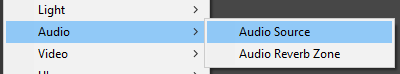 Light >
Audio >
Audio Source
Audio Reverb Zone
Video >